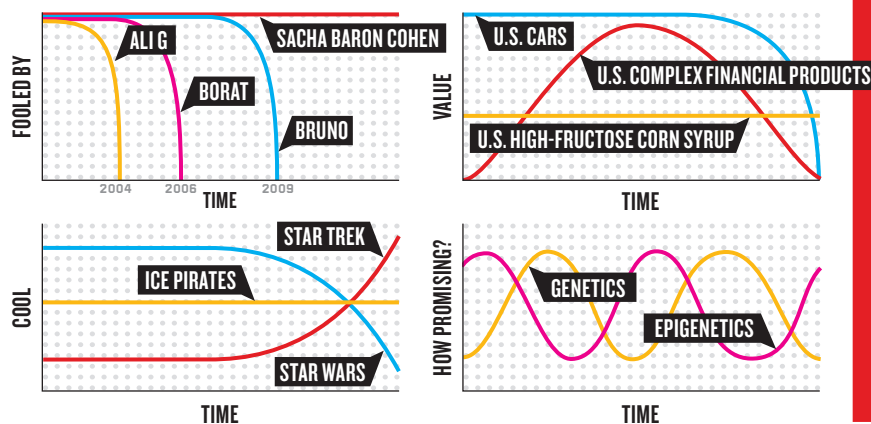 FOOLED BY
ALI G
SACHA BARON COHEN
BORAT
BRUNO
2004
2006
2009
TIME
VALUE
U.S. CARS
U.S. COMPLEX FINANCIAL PRODUCTS
U.S. HIGH-FRUCTOSE CORN SYRUP
TIME
COOL
STAR TREK
ICE PIRATES
STAR WARS
TIME
HOW PROMISING?
GENETICS
EPIGENETICS
TIME